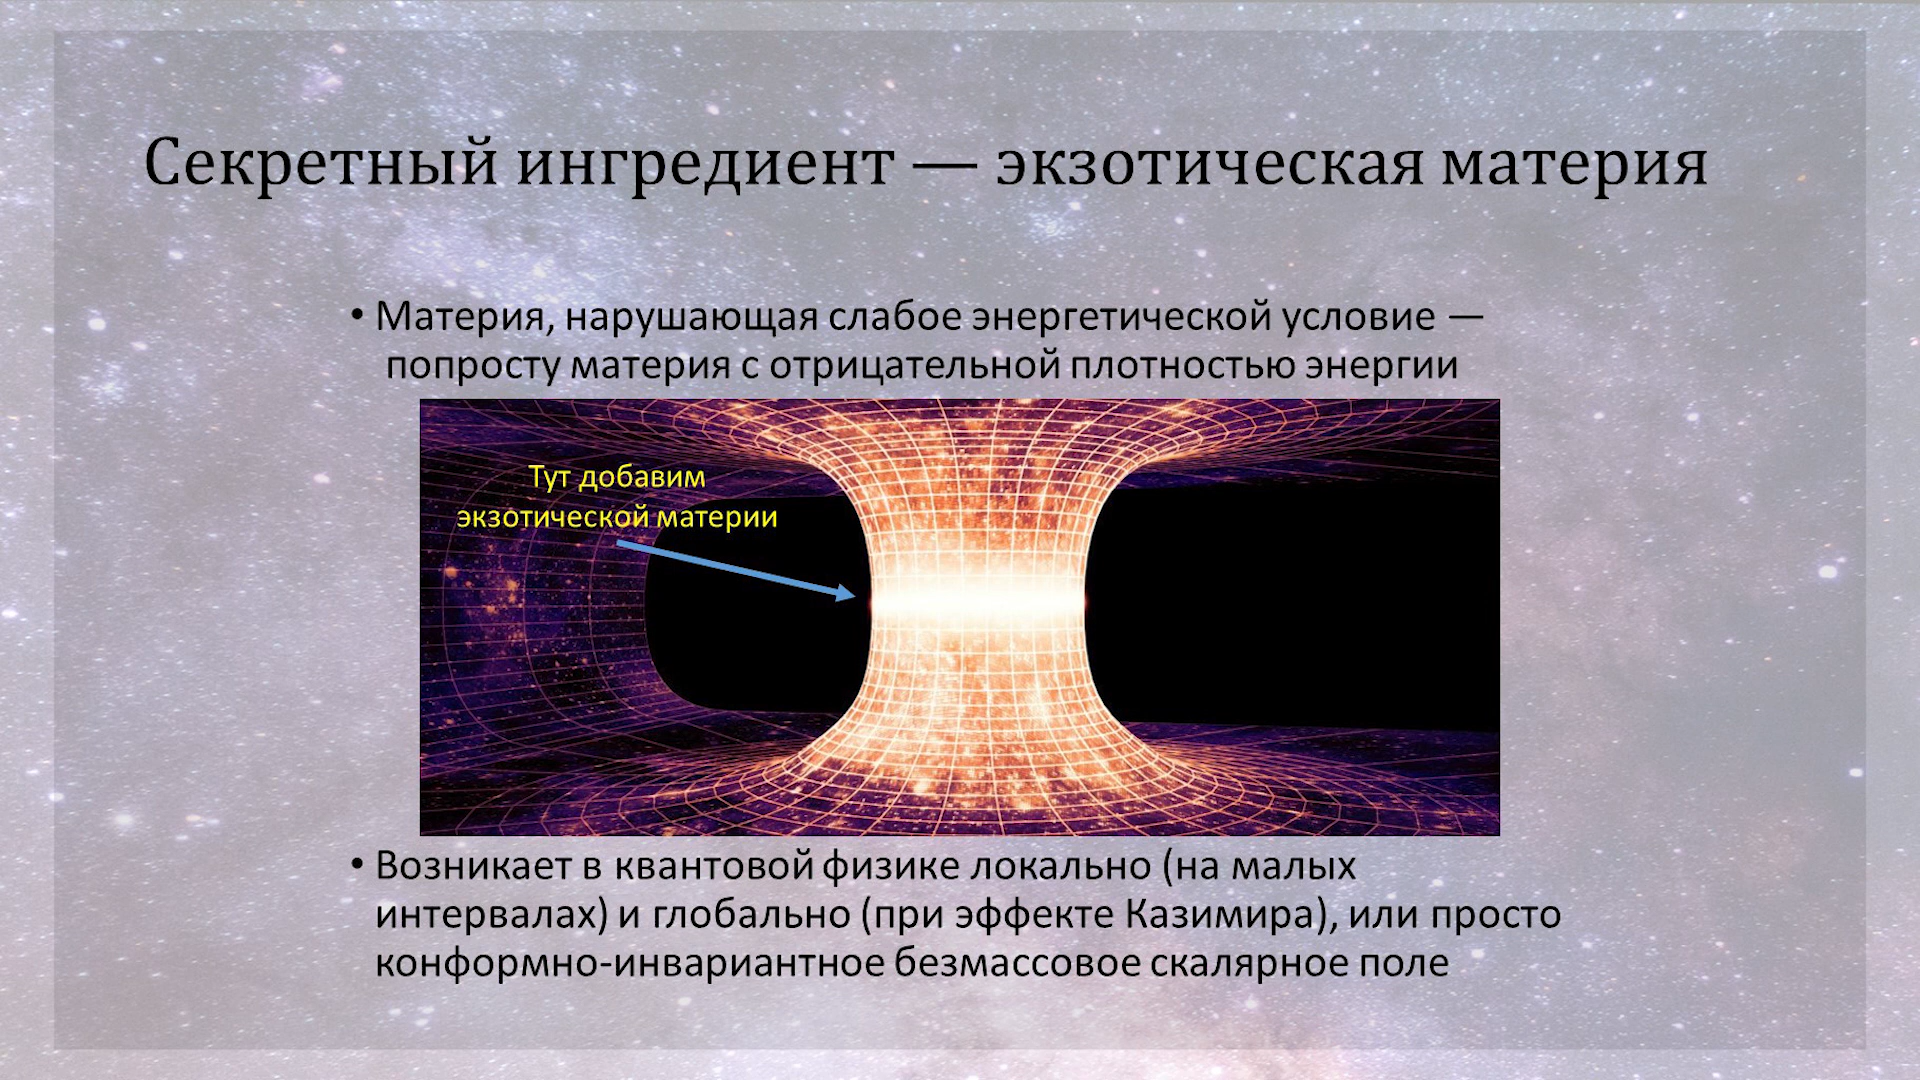 Секретный ингредиент — экзотическая материя
• Материя, нарушающая слабое энергетической условие —
попросту материя с отрицательной плотностью энергии
Тут добавим
экзотической материи
• Возникает в квантовой физике локально (на малых
интервалах) и глобально (при эффекте Казимира), или просто
конформно-инвариантное безмассовое скалярное поле